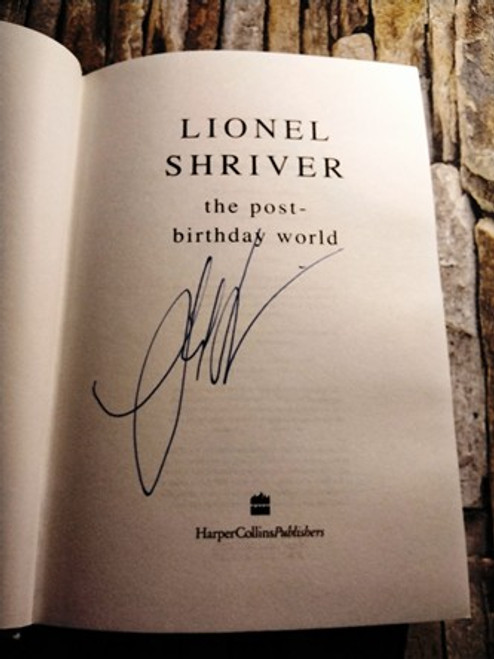 LIONEL
SHRIVER
the post-
birthday world
HarperCollinsPublishers